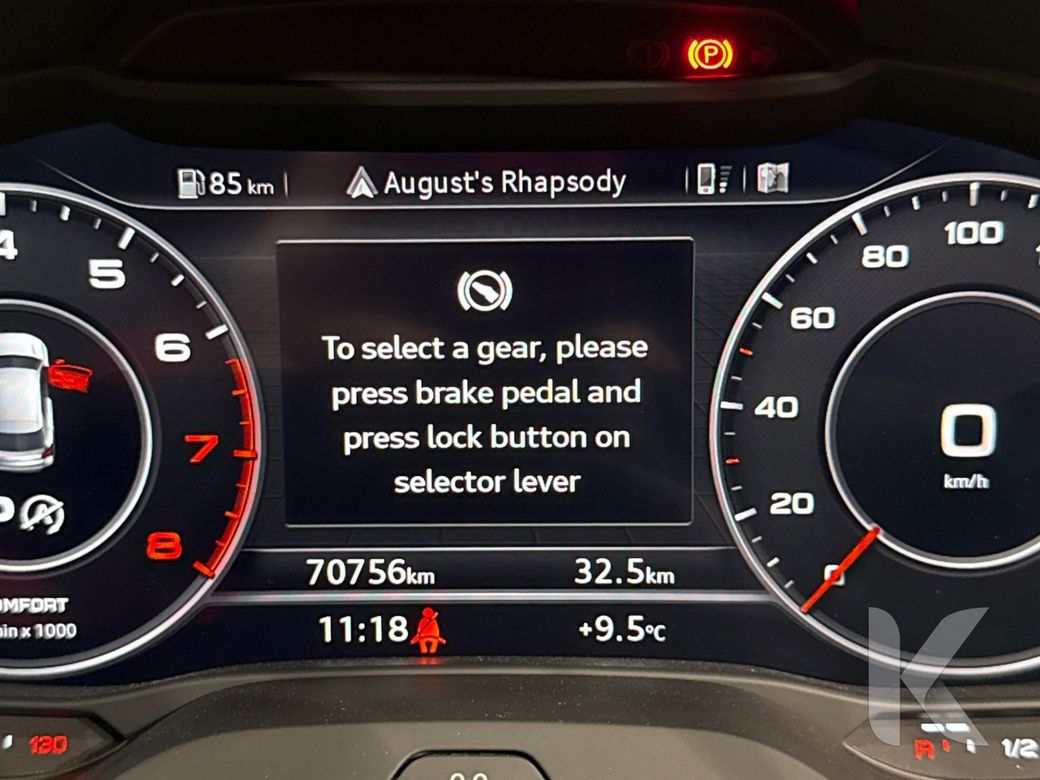 P
85 km
August's Rhapsody
4 5 6 7 8
To select a gear, please
press brake pedal and
press lock button on
selector lever
0 20 40 60 80 100
0
km/h
70756km
32.5km
11:18
+9.5°C
x 1000
130
R 1/2
K